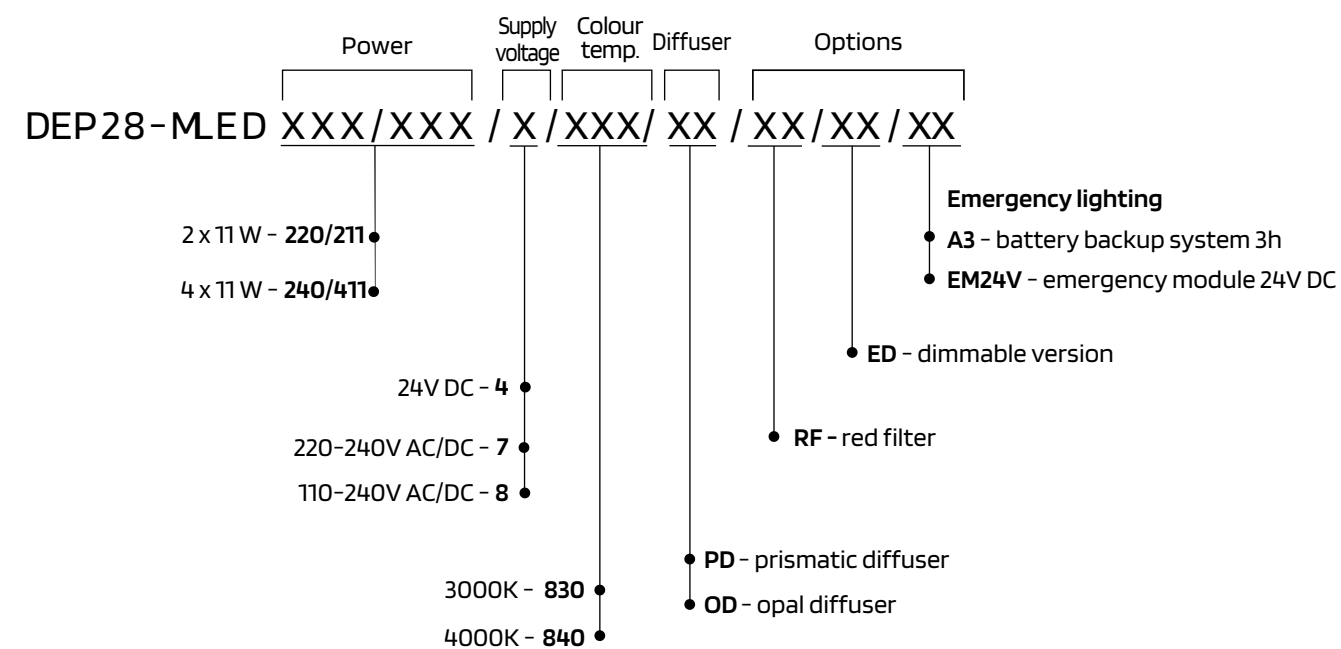 Power
Supply voltage
Colour temp.
Diffuser
Options
DEP28-MLED XXX/XXX / X / XXX / XX / XX / XX / XX
Emergency lighting
2 x 11 W - 220/211
A3 - battery backup system 3h
4 x 11 W - 240/411
EM24V - emergency module 24V DC
ED - dimmable version
24V DC - 4
220-240V AC/DC - 7
RF - red filter
110-240V AC/DC - 8
PD - prismatic diffuser
3000K - 830
OD - opal diffuser
4000K - 840